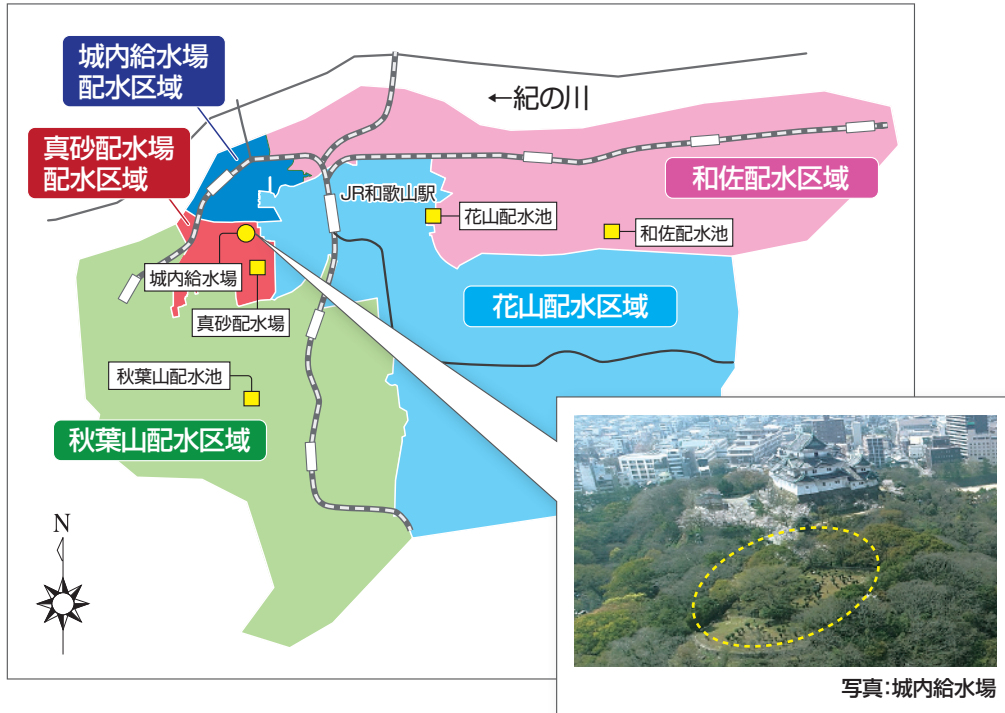 城内給水場
配水区域
←紀の川
真砂配水場
配水区域
JR和歌山駅
和佐配水区域
花山配水池
和佐配水池
城内給水場
花山配水区域
真砂配水場
秋葉山配水池
秋葉山配水区域
N
写真:城内給水場